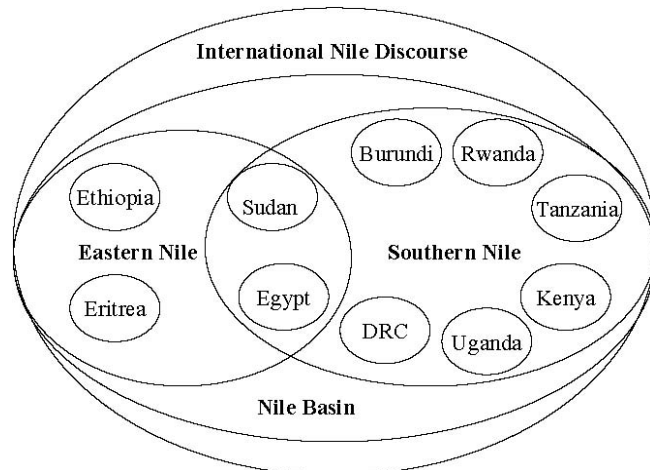 International Nile Discourse
Burundi
Rwanda
Ethiopia
Sudan
Tanzania
Eastern Nile
Southern Nile
Eritrea
Egypt
Kenya
DRC
Uganda
Nile Basin